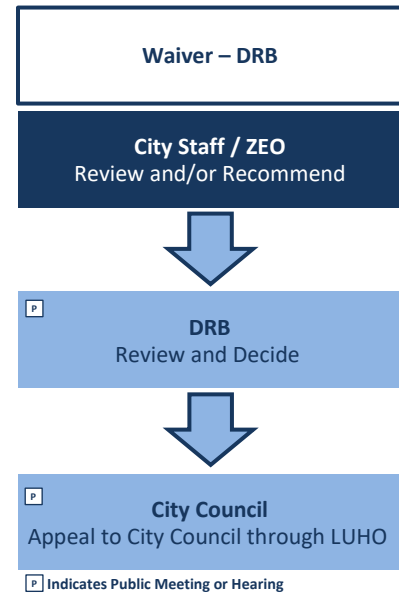 Waiver – DRB
City Staff / ZEO
Review and/or Recommend
P
DRB
Review and Decide
P
City Council
Appeal to City Council through LUHO
P Indicates Public Meeting or Hearing